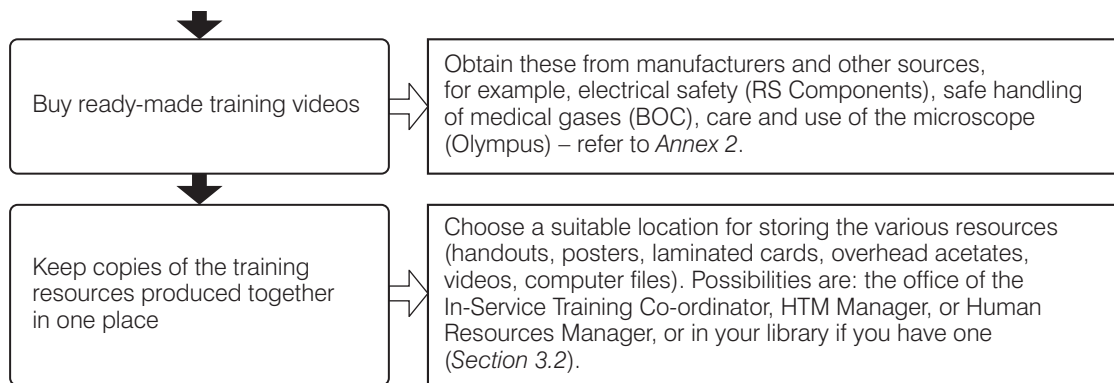 Buy ready-made training videos
Obtain these from manufacturers and other sources,
for example, electrical safety (RS Components), safe handling
of medical gases (BOC), care and use of the microscope
(Olympus) – refer to Annex 2.
Keep copies of the training
resources produced together
in one place
Choose a suitable location for storing the various resources
(handouts, posters, laminated cards, overhead acetates,
videos, computer files). Possibilities are: the office of the
In-Service Training Co-ordinator, HTM Manager, or Human
Resources Manager, or in your library if you have one
(Section 3.2).